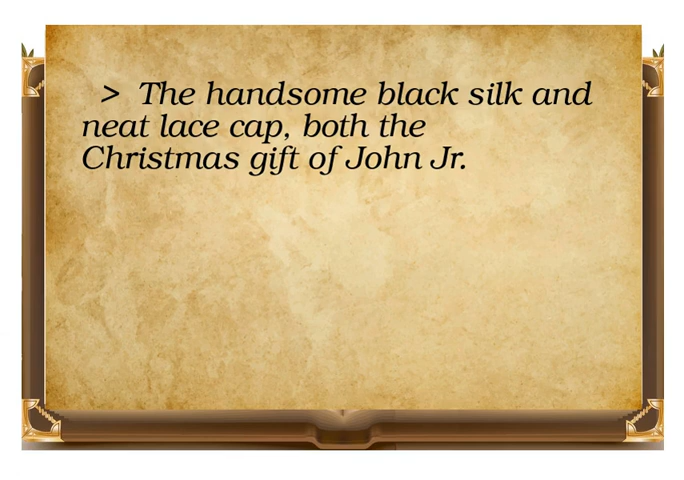 > The handsome black silk and
neat lace cap, both the
Christmas gift of John Jr.